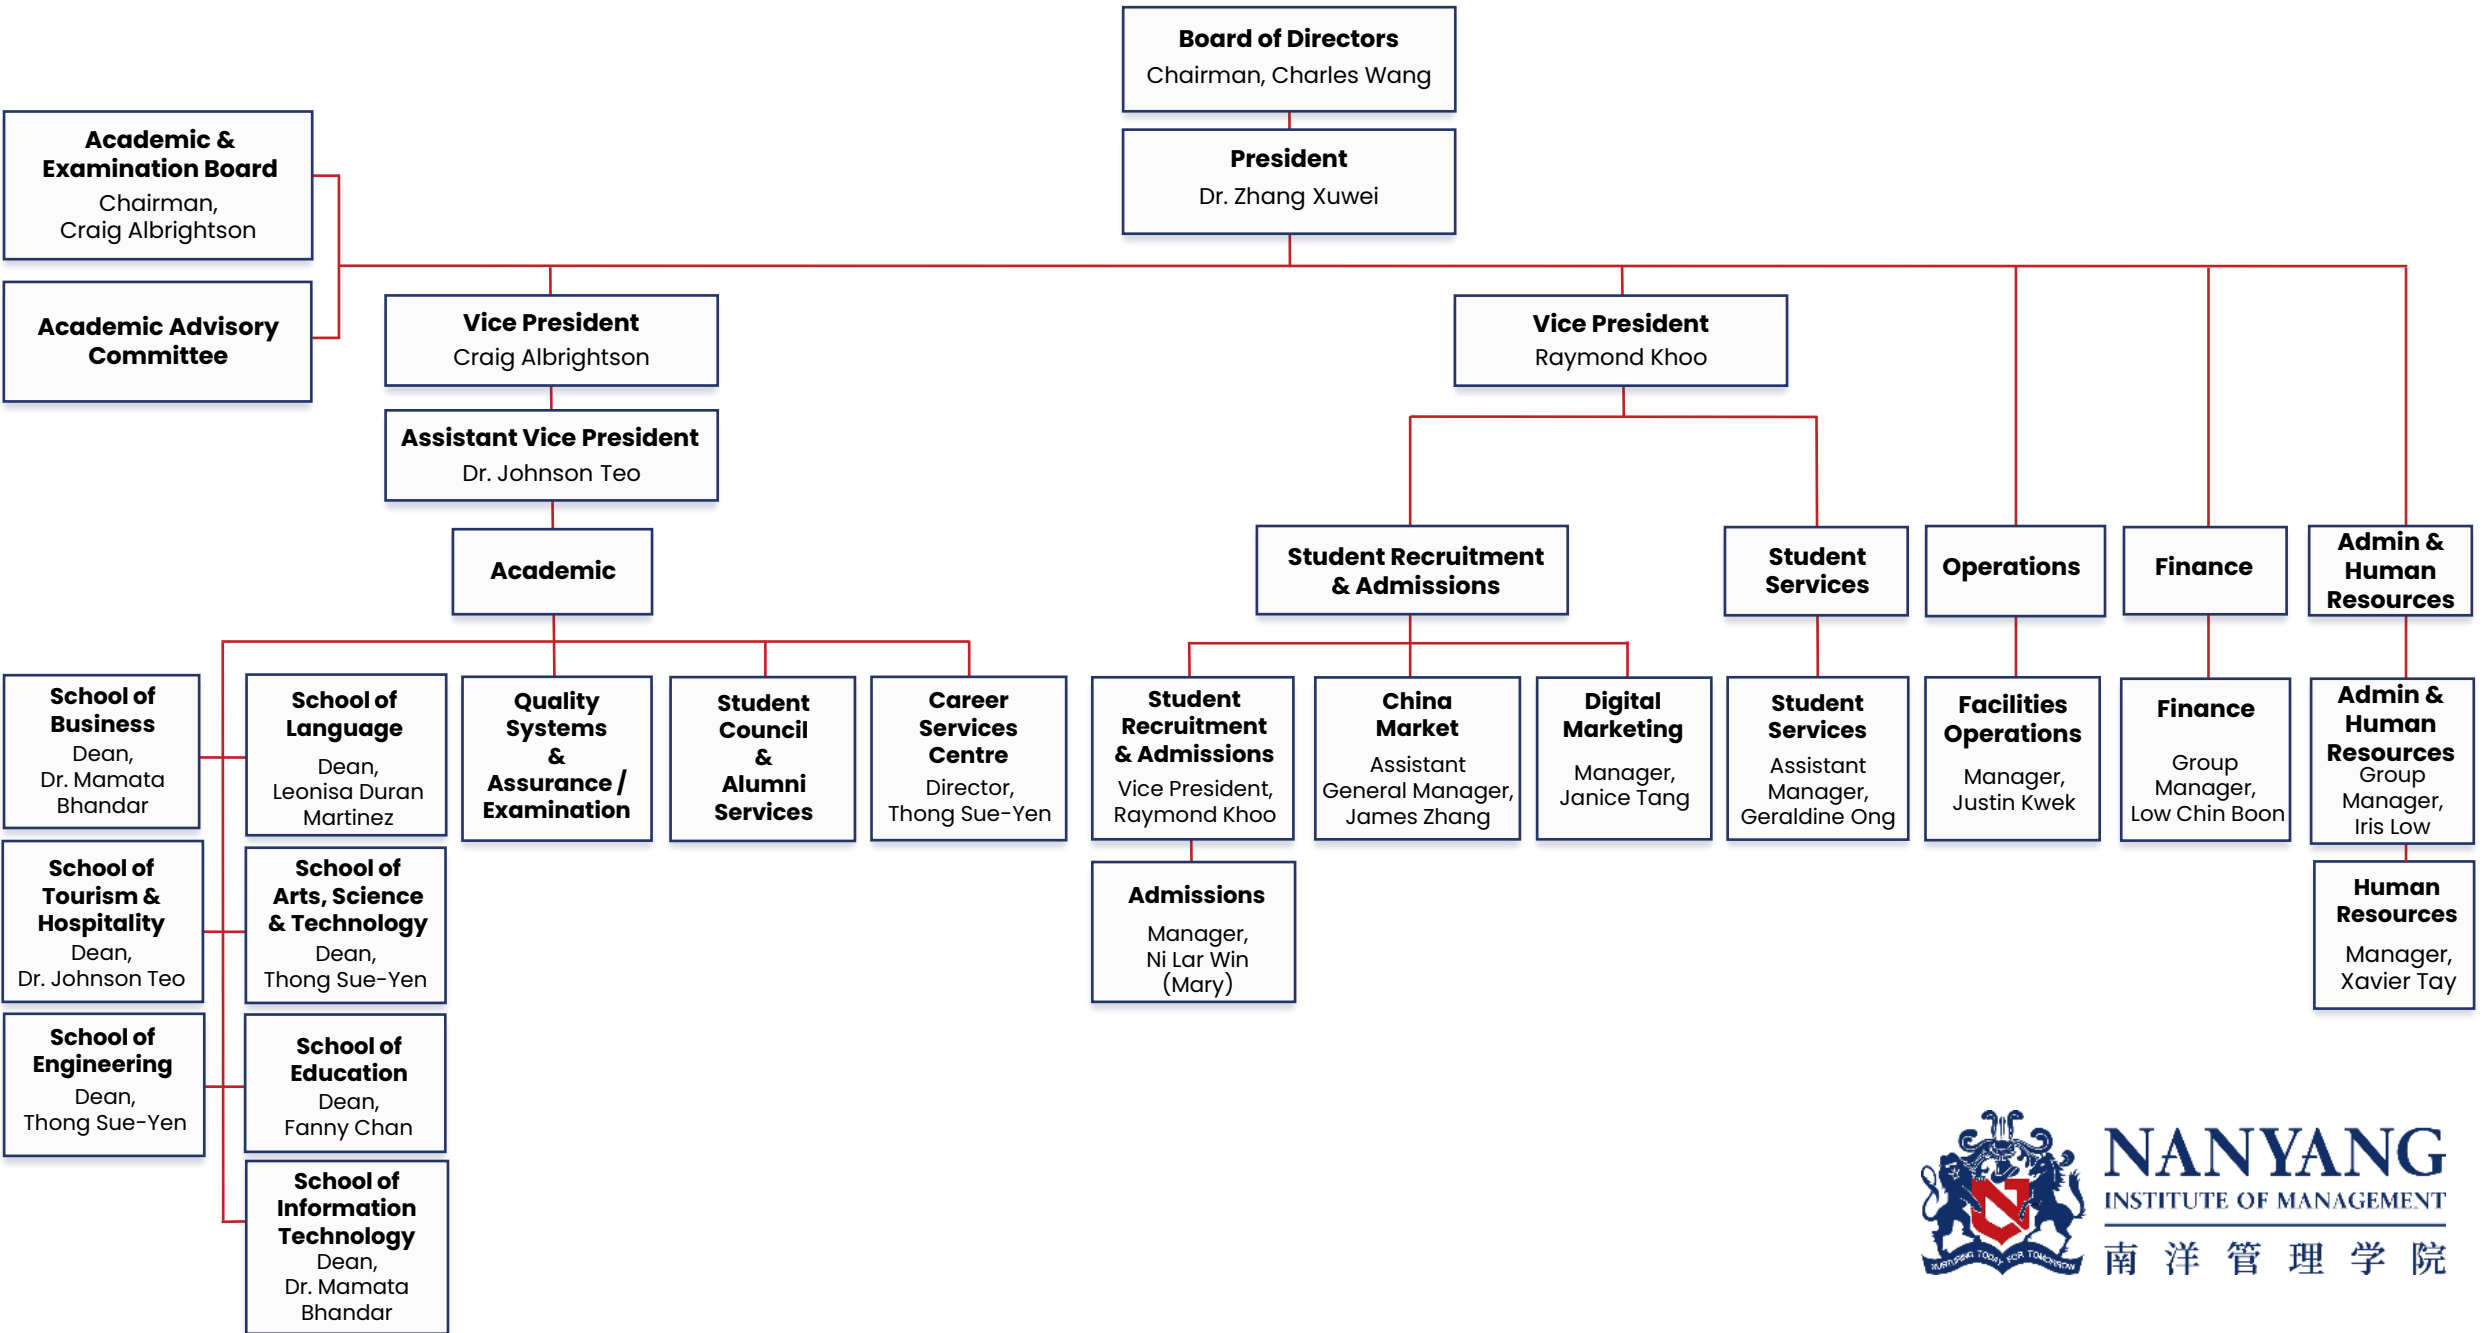 Board of Directors
Chairman, Charles Wang
President
Dr. Zhang Xuwei
Academic &
Examination Board
Chairman,
Craig Albrightson
Academic Advisory
Committee
Vice President
Craig Albrightson
Assistant Vice President
Dr. Johnson Teo
Academic
Vice President
Raymond Khoo
Student Recruitment
& Admissions
Student
Services
Operations
Finance
Admin &
Human
Resources
School of
Business
Dean,
Dr. Mamata
Bhandar
School of
Language
Dean,
Leonisa Duran
Martinez
Quality
Systems
&
Assurance /
Examination
Student
Council
&
Alumni
Services
Career
Services
Centre
Director,
Thong Sue-Yen
Student
Recruitment
& Admissions
Vice President,
Raymond Khoo
China
Market
Assistant
General Manager,
James Zhang
Digital
Marketing
Manager,
Janice Tang
Student
Services
Assistant
Manager,
Geraldine Ong
Facilities
Operations
Manager,
Justin Kwek
Finance
Group
Manager,
Low Chin Boon
Admin &
Human
Resources
Group
Manager,
Iris Low
School of
Tourism &
Hospitality
Dean,
Dr. Johnson Teo
School of
Arts, Science
& Technology
Dean,
Thong Sue-Yen
Admissions
Manager,
Ni Lar Win
(Mary)
Human
Resources
Manager,
Xavier Tay
School of
Engineering
Dean,
Thong Sue-Yen
School of
Education
Dean,
Fanny Chan
School of
Information
Technology
Dean,
Dr. Mamata
Bhandar
NANYANG
INSTITUTE OF MANAGEMENT
南洋管理学院
NURTURING TODAY FOR TOMORROW